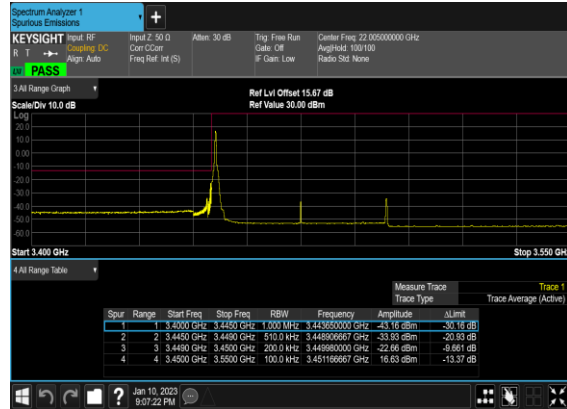 Spectrum Analyzer 1
Spurious Emissions
KEYSIGHT Input: RF Input Z: 50 Ω Atten: 30 dB Trig: Free Run Center Freq: 22.005000000 GHz
R T Coupling: DC Corr CCorr Gate: Off Avg|Hold: 100/100
Align: Auto Freq Ref: Int (S) IF Gain: Low Radio Std: None
PASS
3 All Range Graph
Ref Lvl Offset 15.67 dB
Scale/Div 10.0 dB Ref Value 30.00 dBm
Log
20.0
10.0
0.00
-10.0
-20.0
-30.0
-40.0
-50.0
-60.0
Start 3.400 GHz Stop 3.550 GHz
4 All Range Table
Measure Trace Trace 1
Trace Type Trace Average (Active)
Spur Range Start Freq Stop Freq RBW Frequency Amplitude ΔLimit
1 1 3.4000 GHz 3.4450 GHz 1.000 MHz 3.443650000 GHz -43.16 dBm -30.16 dB
2 2 3.4450 GHz 3.4490 GHz 510.0 kHz 3.448906667 GHz -33.93 dBm -20.93 dB
3 3 3.4490 GHz 3.4500 GHz 200.0 kHz 3.449980000 GHz -22.66 dBm -9.661 dB
4 4 3.4500 GHz 3.5500 GHz 100.0 kHz 3.451166667 GHz 16.63 dBm -13.37 dB
? Jan 10, 2023
9:07:22 PM